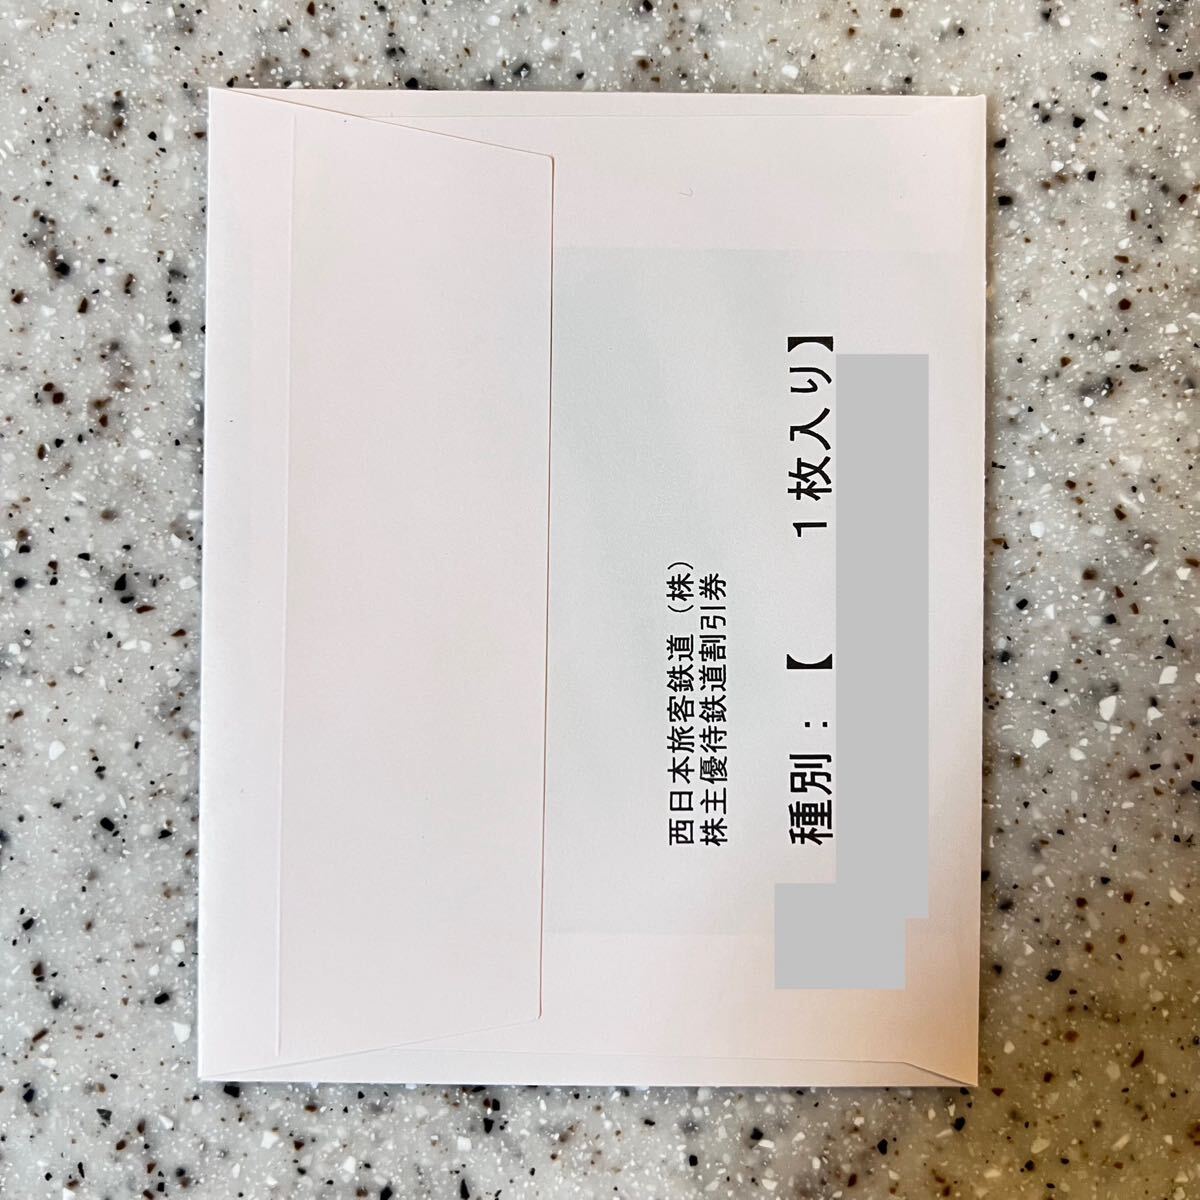 西日本旅客鉄道（株）
株主優待鉄道割引券
種別：【　　１枚入り】